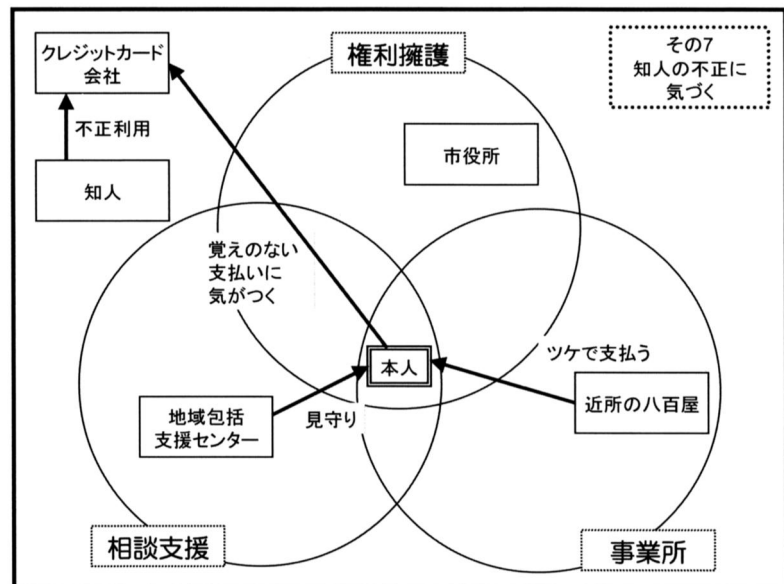 クレジットカード
会社
権利擁護
その7
知人の不正に
気づく
不正利用
市役所
知人
覚えのない
支払いに
気がつく
ツケで支払う
本人
近所の八百屋
地域包括
支援センター
見守り
相談支援
事業所